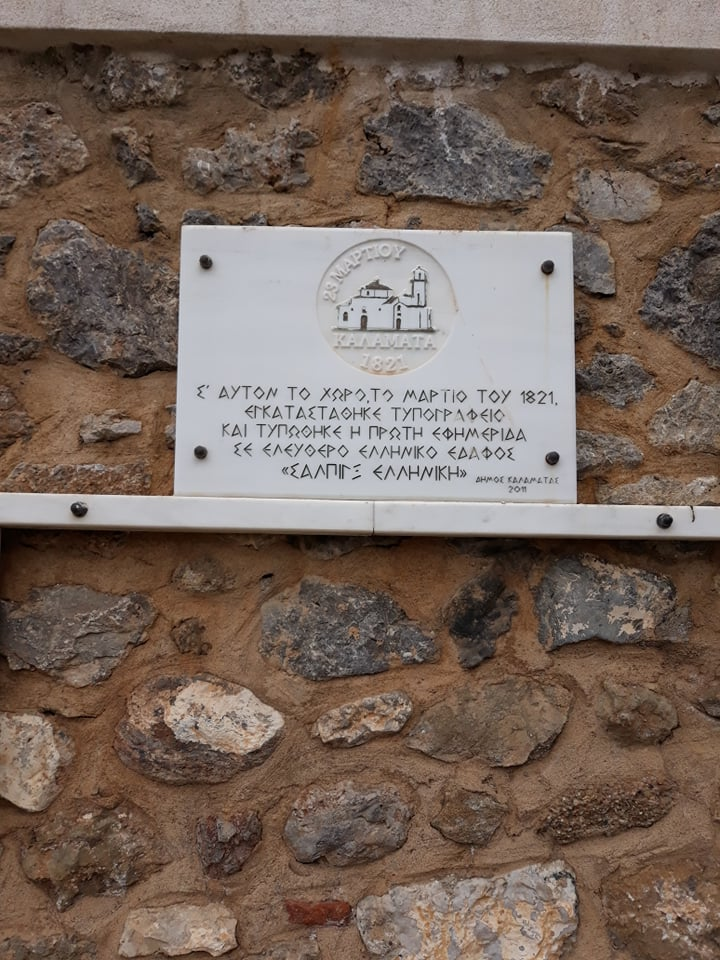 23 ΜΑΡΤΙΟΥ
ΚΑΛΑΜΑΤΑ
1821
Σ' ΑΥΤΟΝ ΤΟ ΧΩΡΟ, ΤΟ ΜΑΡΤΙΟ ΤΟΥ 1821,
ΕΓΚΑΤΑΣΤΑΘΗΚΕ ΤΥΠΟΓΡΑΦΕΙΟ
ΚΑΙ ΤΥΠΩΘΗΚΕ Η ΠΡΩΤΗ ΕΦΗΜΕΡΙΔΑ
ΣΕ ΕΛΕΥΘΕΡΟ ΕΛΛΗΝΙΚΟ ΕΔΑΦΟΣ
«ΣΑΛΠΙΓΞ ΕΛΛΗΝΙΚΗ»
ΔΗΜΟΣ ΚΑΛΑΜΑΤΑΣ
2011